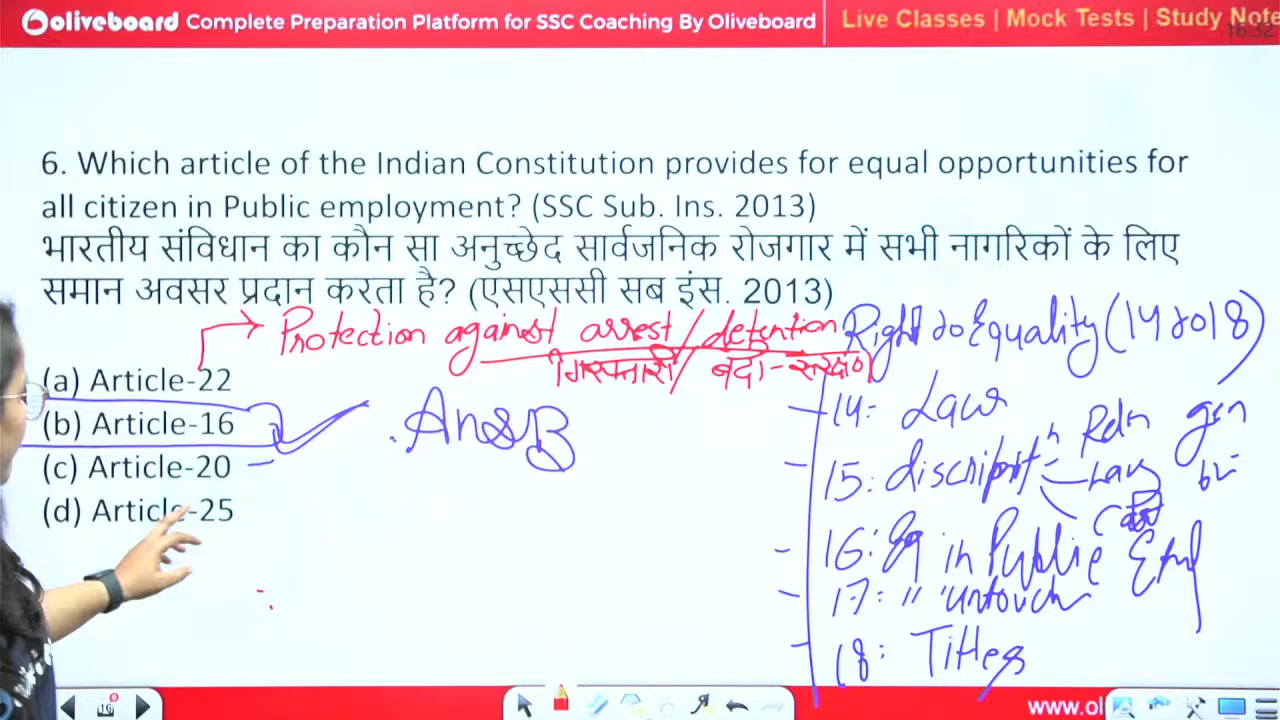 oliveboard Complete Preparation Platform for SSC Coaching By Oliveboard
Live Classes | Mock Tests | Study Note
16:32
6. Which article of the Indian Constitution provides for equal opportunities for
all citizen in Public employment? (SSC Sub. Ins. 2013)
भारतीय संविधान का कौन सा अनुच्छेद सार्वजनिक रोजगार में सभी नागरिकों के लिए
समान अवसर प्रदान करता है? (एसएससी सब इंस. 2013)
Protection against arrest/detention
गिरफ्तारी/
(a) Article-22
(b) Article-16
(c) Article-20
(d) Article-25
Right to Equality (14 to 18)
14: Law
15:
16: Eq in Public
17: "
18: Titles
www.ol